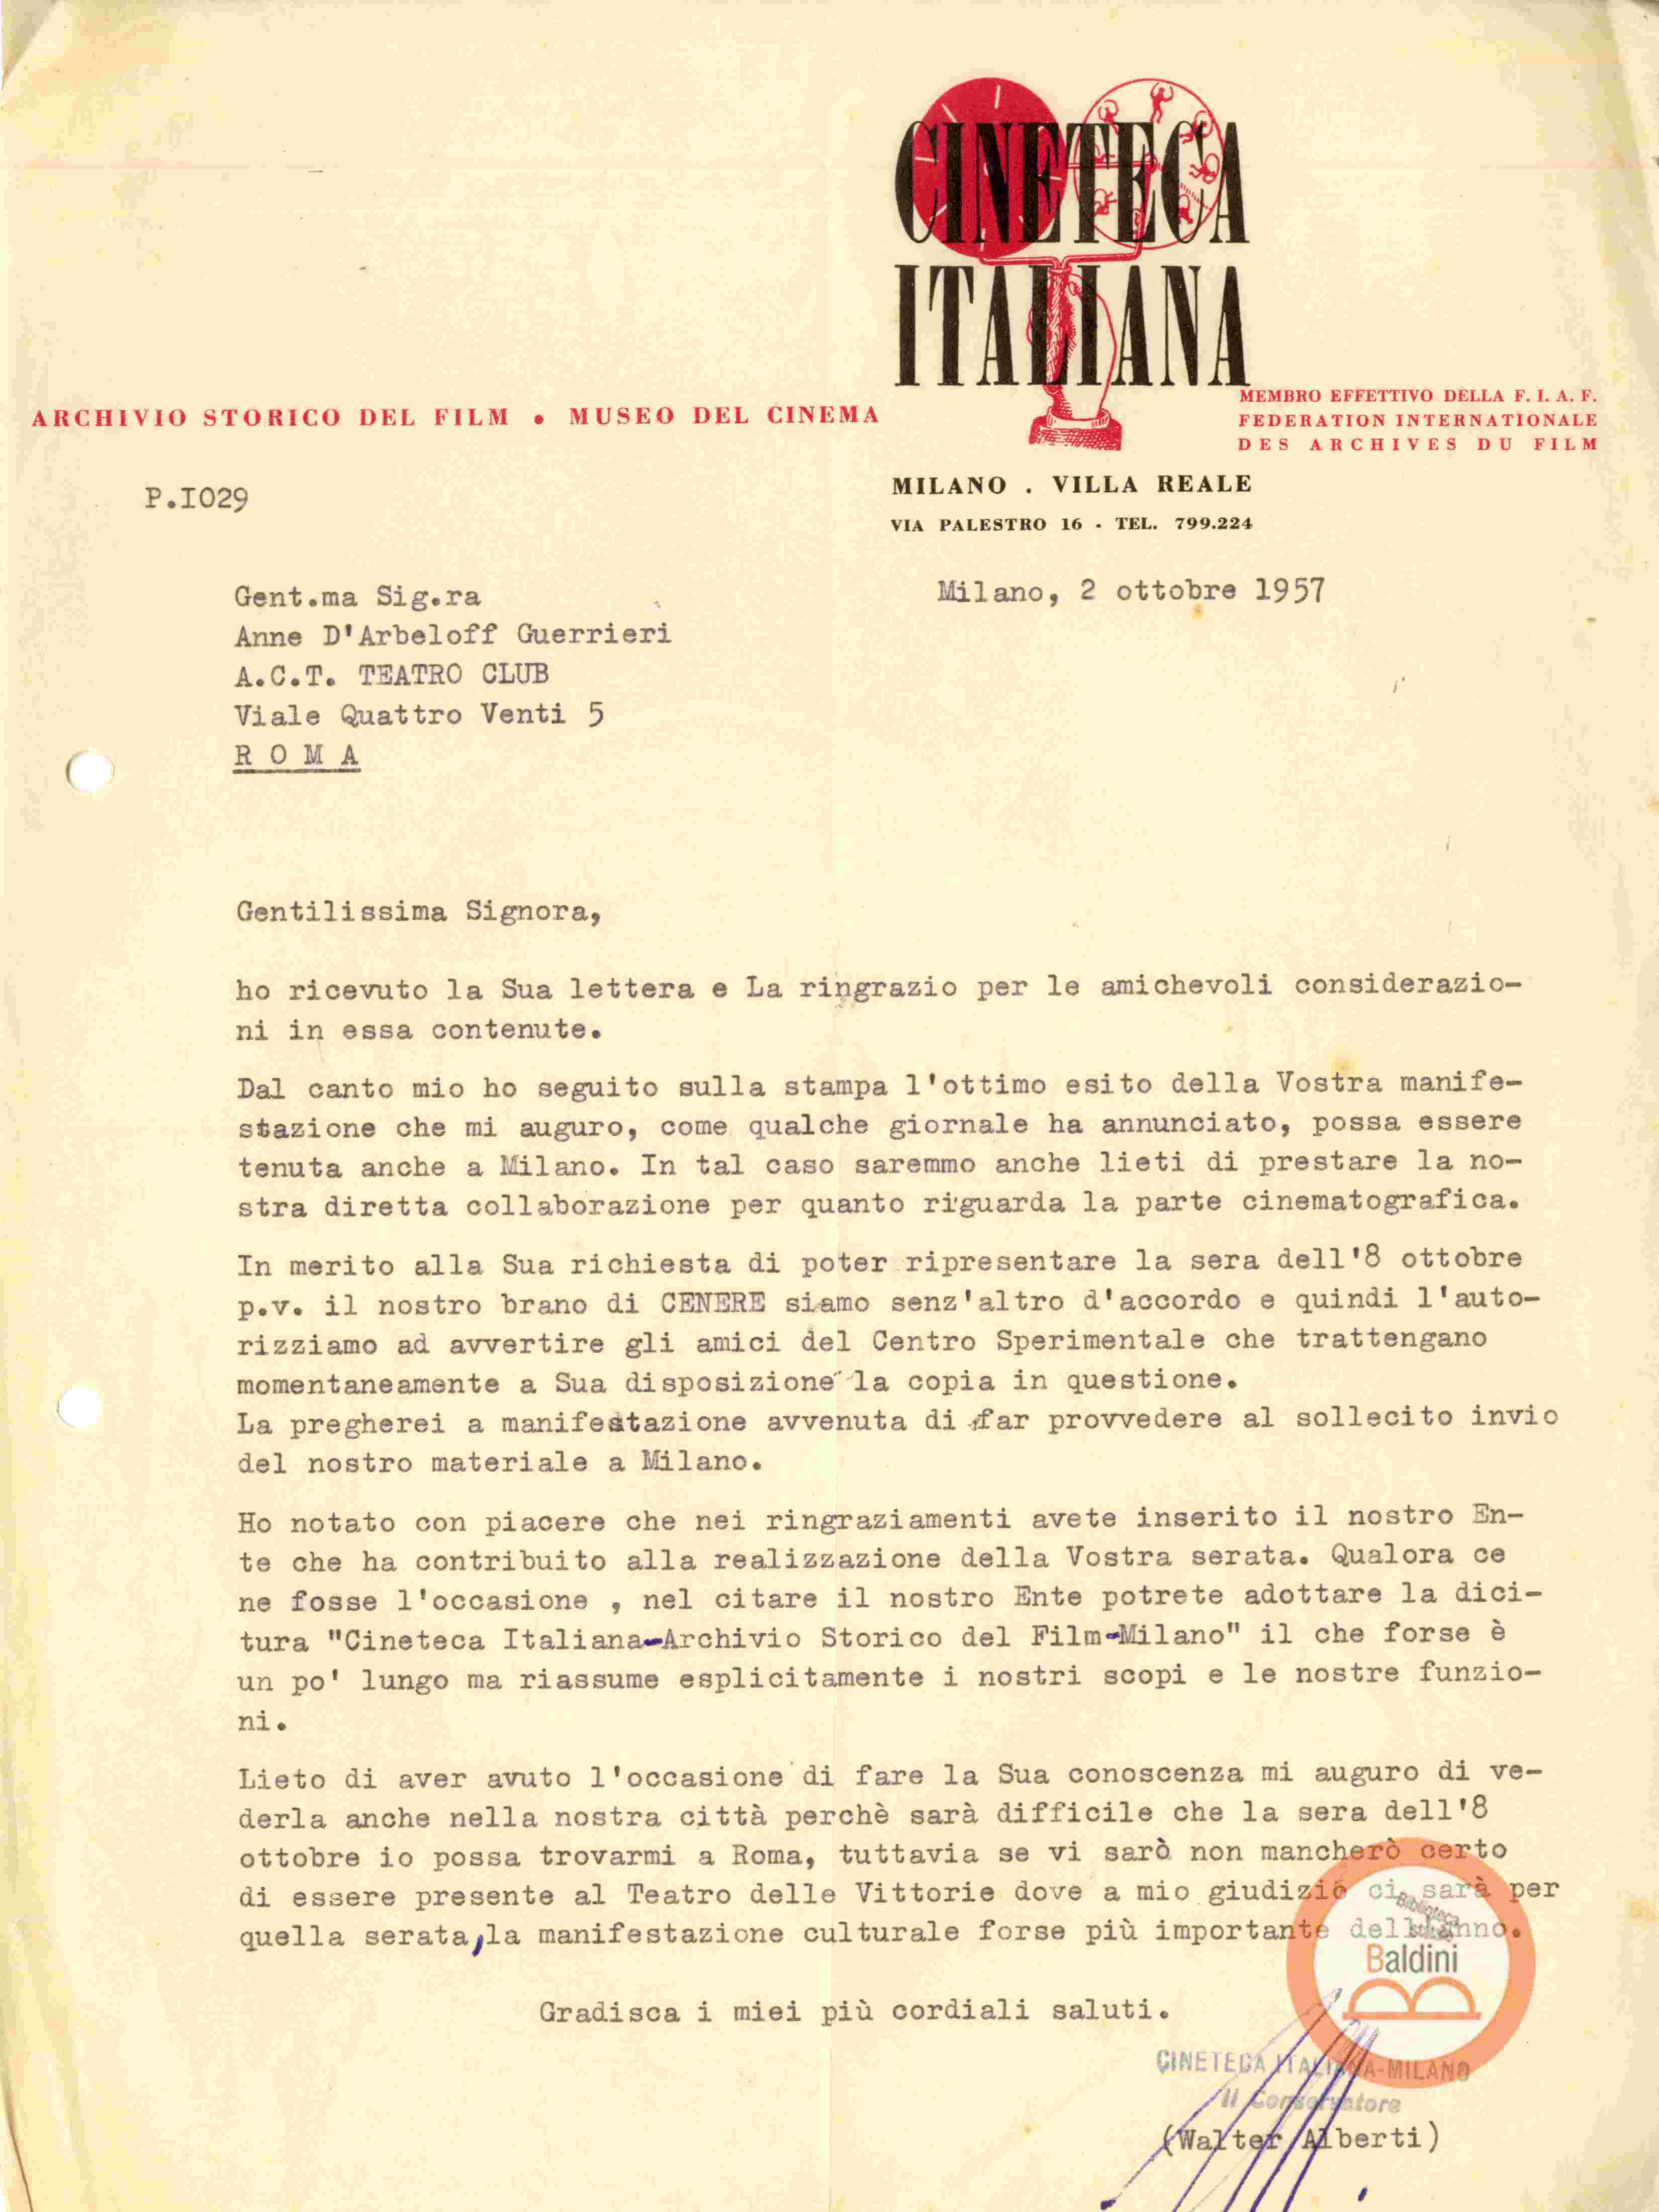 CINETECA
ITALIANA
ARCHIVIO STORICO DEL FILM • MUSEO DEL CINEMA
MEMBRO EFFETTIVO DELLA F. I. A. F.
FEDERATION INTERNATIONALE
DES ARCHIVES DU FILM
MILANO . VILLA REALE
VIA PALESTRO 16 - TEL. 799.224
P.I029
Milano, 2 ottobre 1957
Gent.ma Sig.ra
Anne D'Arbeloff Guerrieri
A.C.T. TEATRO CLUB
Viale Quattro Venti 5
R O M A
Gentilissima Signora,
ho ricevuto la Sua lettera e La ringrazio per le amichevoli considerazio-
ni in essa contenute.
Dal canto mio ho seguito sulla stampa l'ottimo esito della Vostra manife-
stazione che mi auguro, come qualche giornale ha annunciato, possa essere
tenuta anche a Milano. In tal caso saremmo anche lieti di prestare la no-
stra diretta collaborazione per quanto riguarda la parte cinematografica.
In merito alla Sua richiesta di poter ripresentare la sera dell'8 ottobre
p.v. il nostro brano di CENERE siamo senz'altro d'accordo e quindi l'auto-
rizziamo ad avvertire gli amici del Centro Sperimentale che trattengano
momentaneamente a Sua disposizione la copia in questione.
La pregherei a manifestazione avvenuta di far provvedere al sollecito invio
del nostro materiale a Milano.
Ho notato con piacere che nei ringraziamenti avete inserito il nostro En-
te che ha contribuito alla realizzazione della Vostra serata. Qualora ce
ne fosse l'occasione , nel citare il nostro Ente potrete adottare la dici-
tura "Cineteca Italiana-Archivio Storico del Film-Milano" il che forse è
un po' lungo ma riassume esplicitamente i nostri scopi e le nostre funzio-
ni.
Lieto di aver avuto l'occasione di fare la Sua conoscenza mi auguro di ve-
derla anche nella nostra città perchè sarà difficile che la sera dell'8
ottobre io possa trovarmi a Roma, tuttavia se vi sarò non mancherò certo
di essere presente al Teatro delle Vittorie dove a mio giudizio ci sarà per
quella serata,la manifestazione culturale forse più importante dell'anno.
Biblioteca
Baldini
Gradisca i miei più cordiali saluti.
CINETECA ITALIANA-MILANO
Il Conservatore
(Walter Alberti)